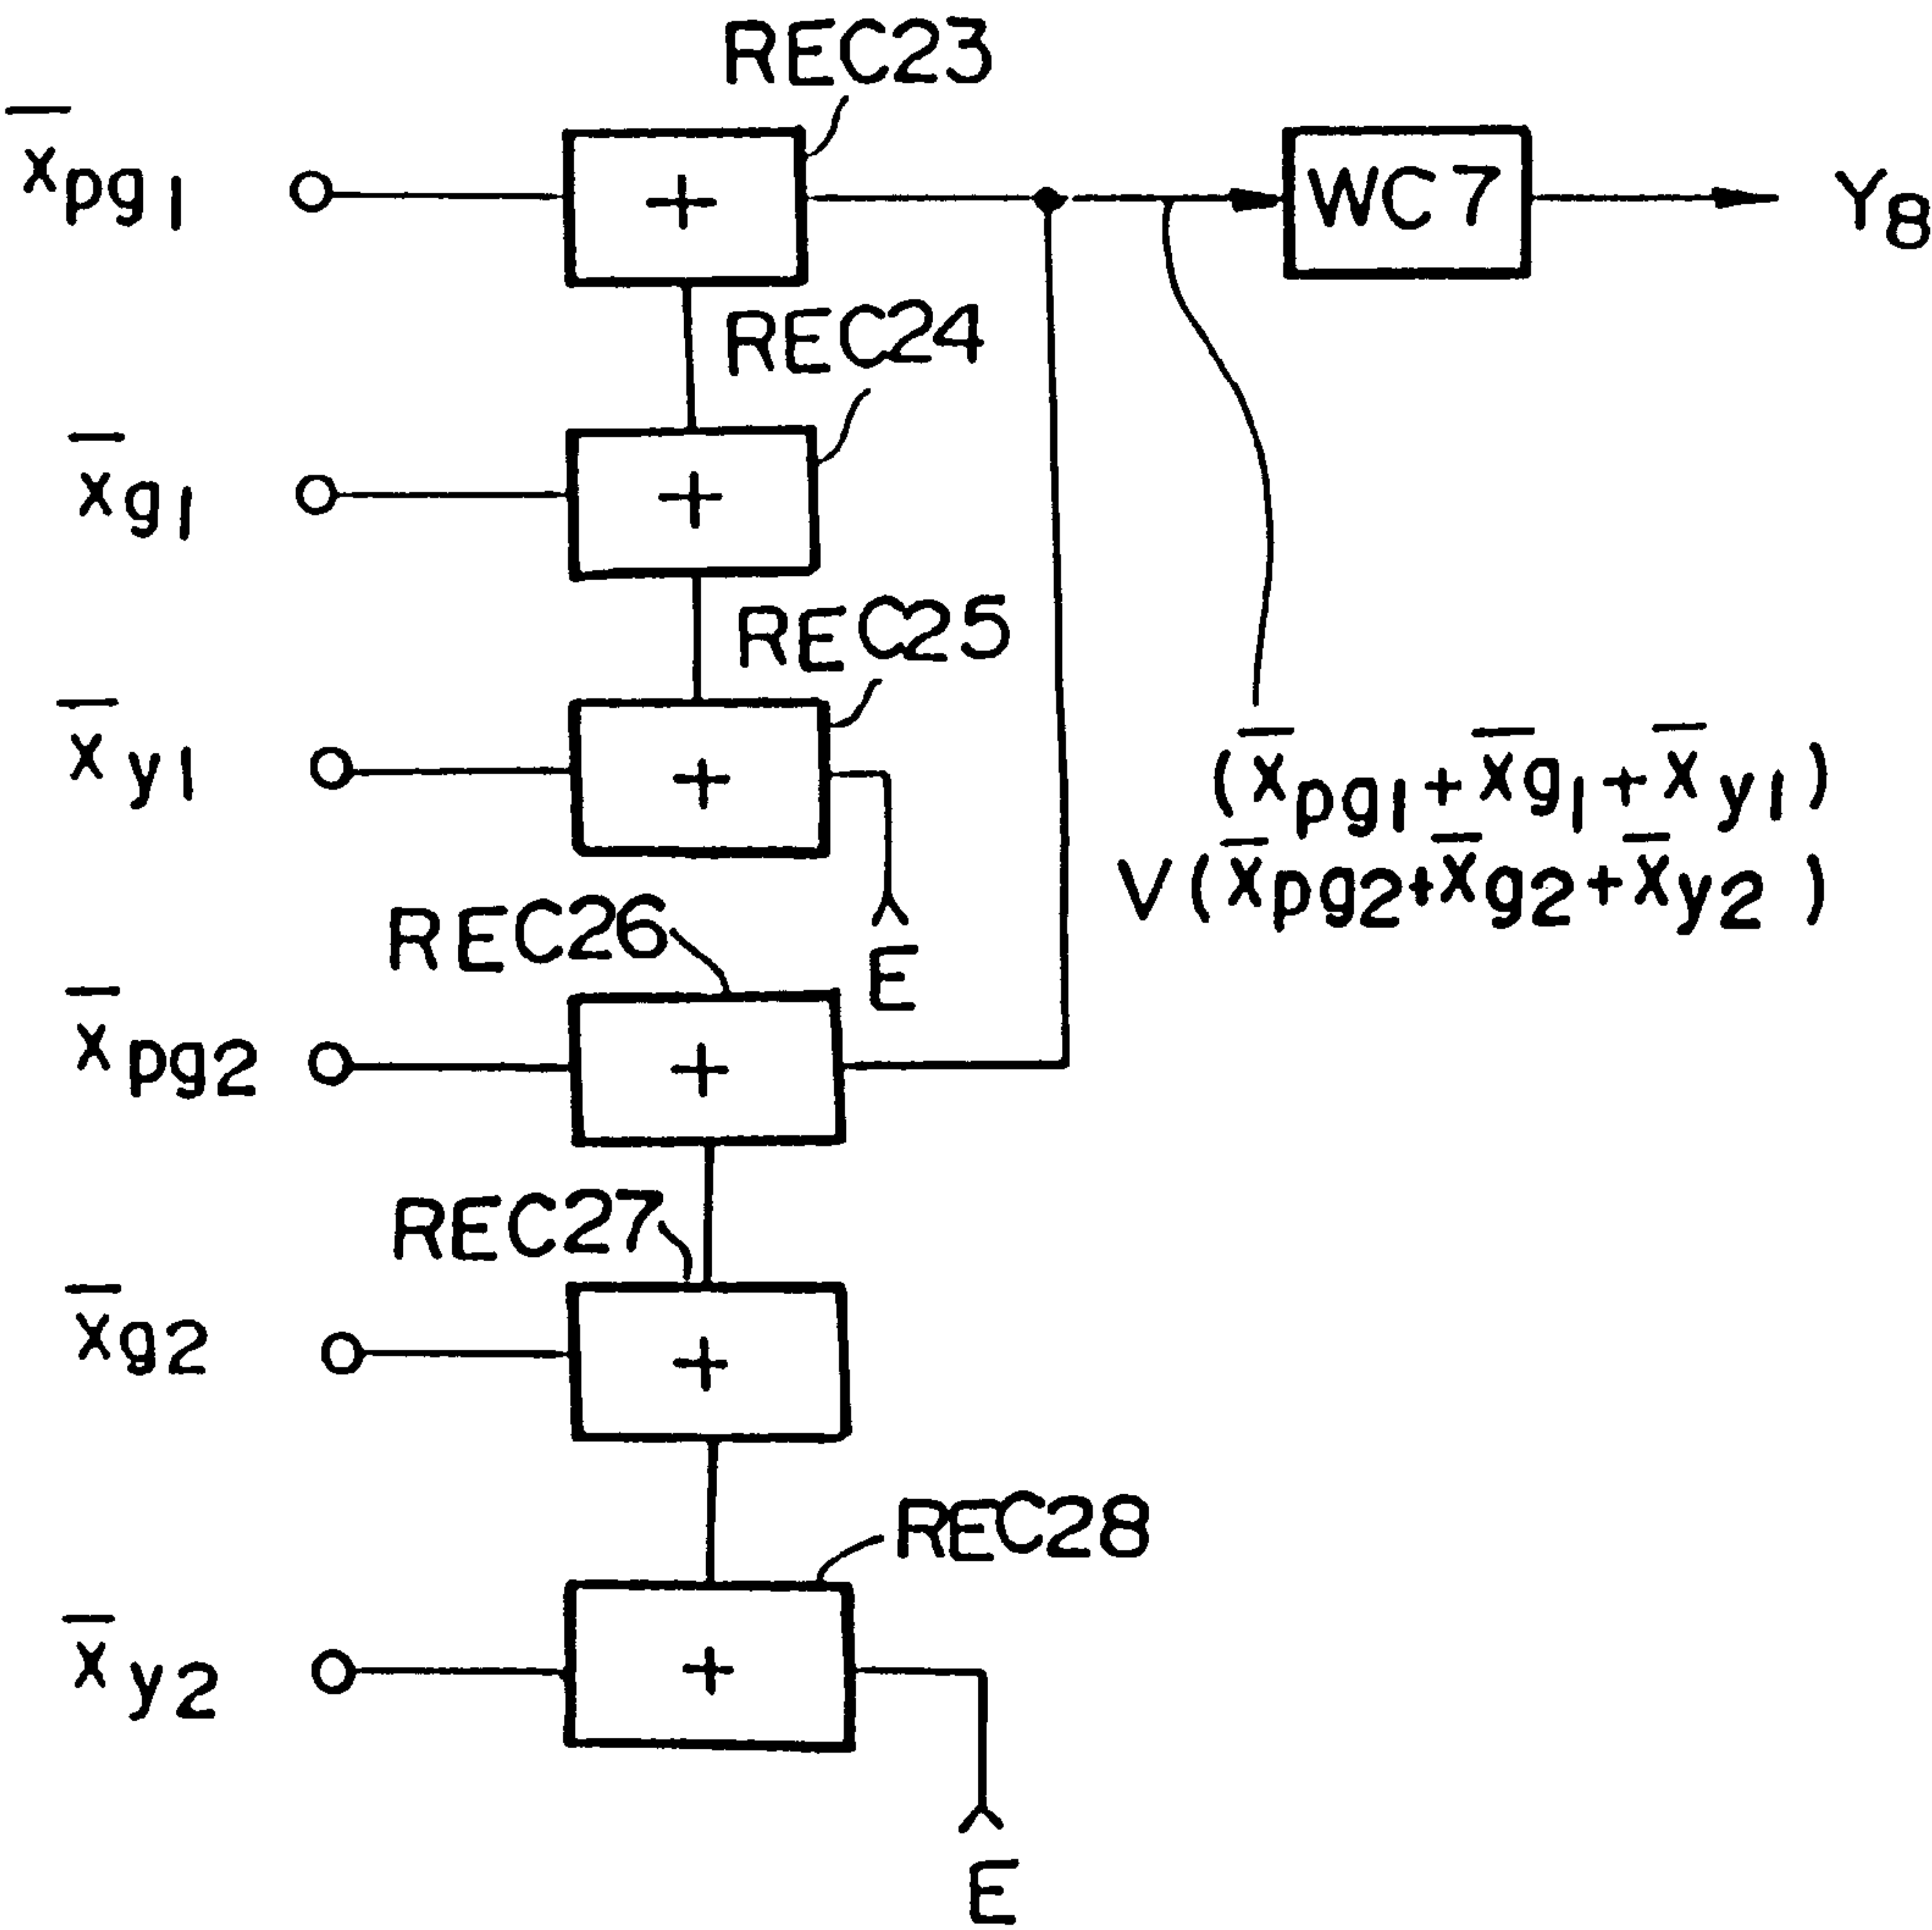 REC23
x̅pg1
WC7
Y8
REC24
x̅g1
REC25
x̅y1
(x̅pg1+x̅g1+x̅y1)
V(x̅pg2+x̅g2+x̅y2)
REC26
E
x̅pg2
REC27
x̅g2
REC28
x̅y2
E
+
+
+
+
+
+